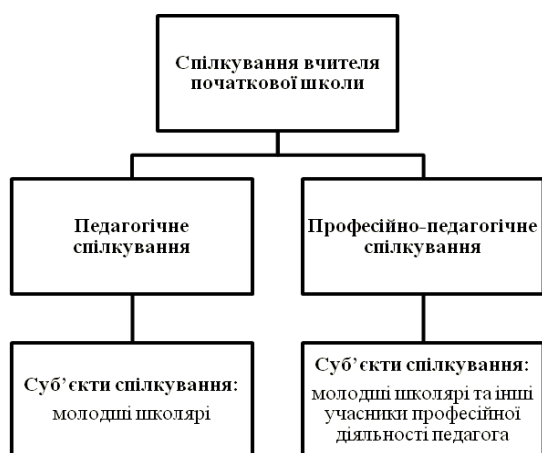 Спілкування вчителя
початкової школи
Педагогічне
спілкування
Професійно-педагогічне
спілкування
Суб’єкти спілкування:
молодші школярі
Суб’єкти спілкування:
молодші школярі та інші
учасники професійної
діяльності педагога